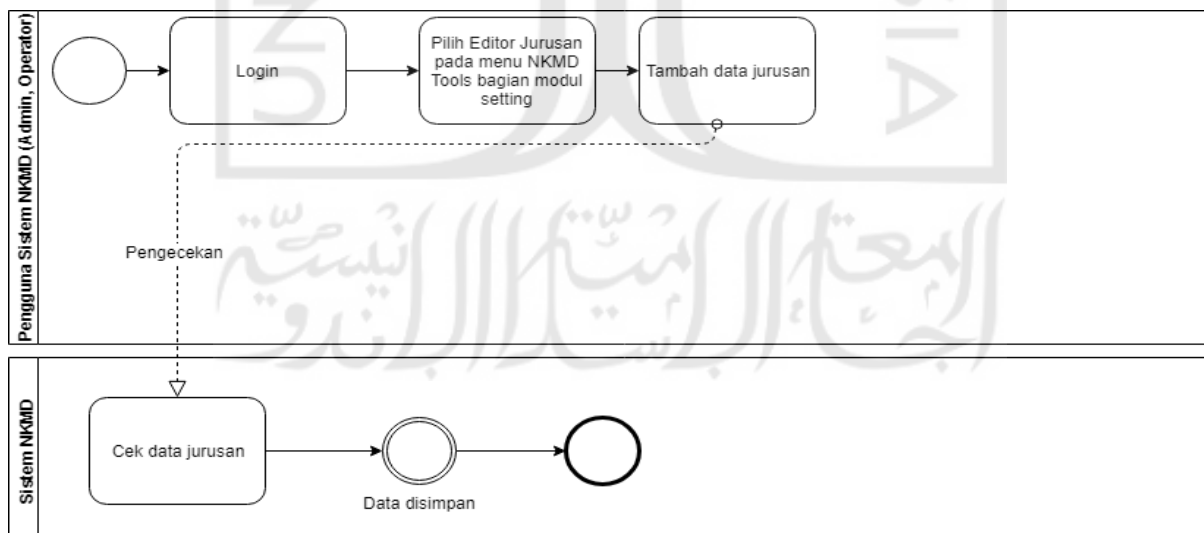 Pengguna Sistem NKMD (Admin, Operator)
Login
Pilih Editor Jurusan
pada menu NKMD
Tools bagian modul
setting
Tambah data jurusan
Pengecekan
Sistem NKMD
Cek data jurusan
Data disimpan